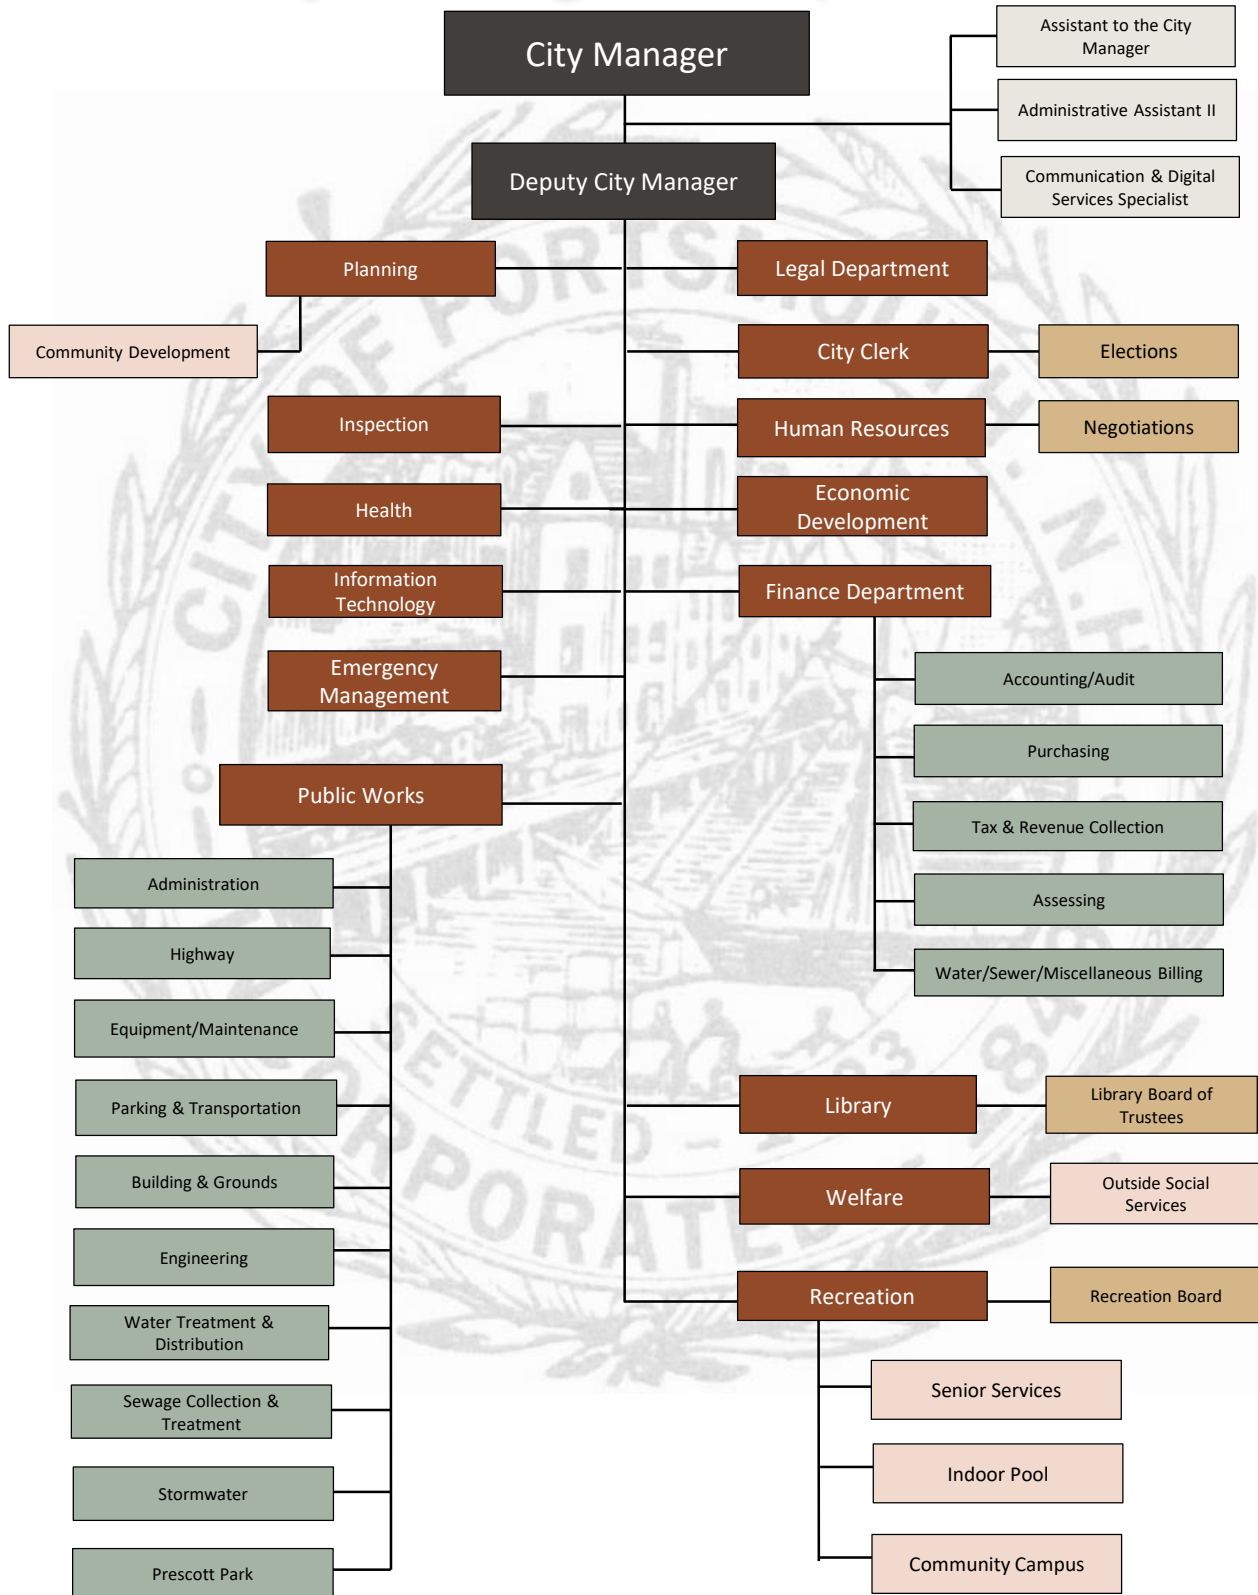 City Manager
Assistant to the City
Manager
Administrative Assistant II
Communication & Digital
Services Specialist
Deputy City Manager
Planning
Community Development
Legal Department
City Clerk
Elections
Inspection
Human Resources
Negotiations
Health
Economic
Development
Information
Technology
Finance Department
Emergency
Management
Accounting/Audit
Purchasing
Tax & Revenue Collection
Assessing
Water/Sewer/Miscellaneous Billing
Public Works
Administration
Highway
Equipment/Maintenance
Parking & Transportation
Building & Grounds
Engineering
Water Treatment &
Distribution
Sewage Collection &
Treatment
Stormwater
Prescott Park
Library
Library Board of
Trustees
Welfare
Outside Social
Services
Recreation
Recreation Board
Senior Services
Indoor Pool
Community Campus
CITY OF PORTSMOUTH, N.H.
SETTLED